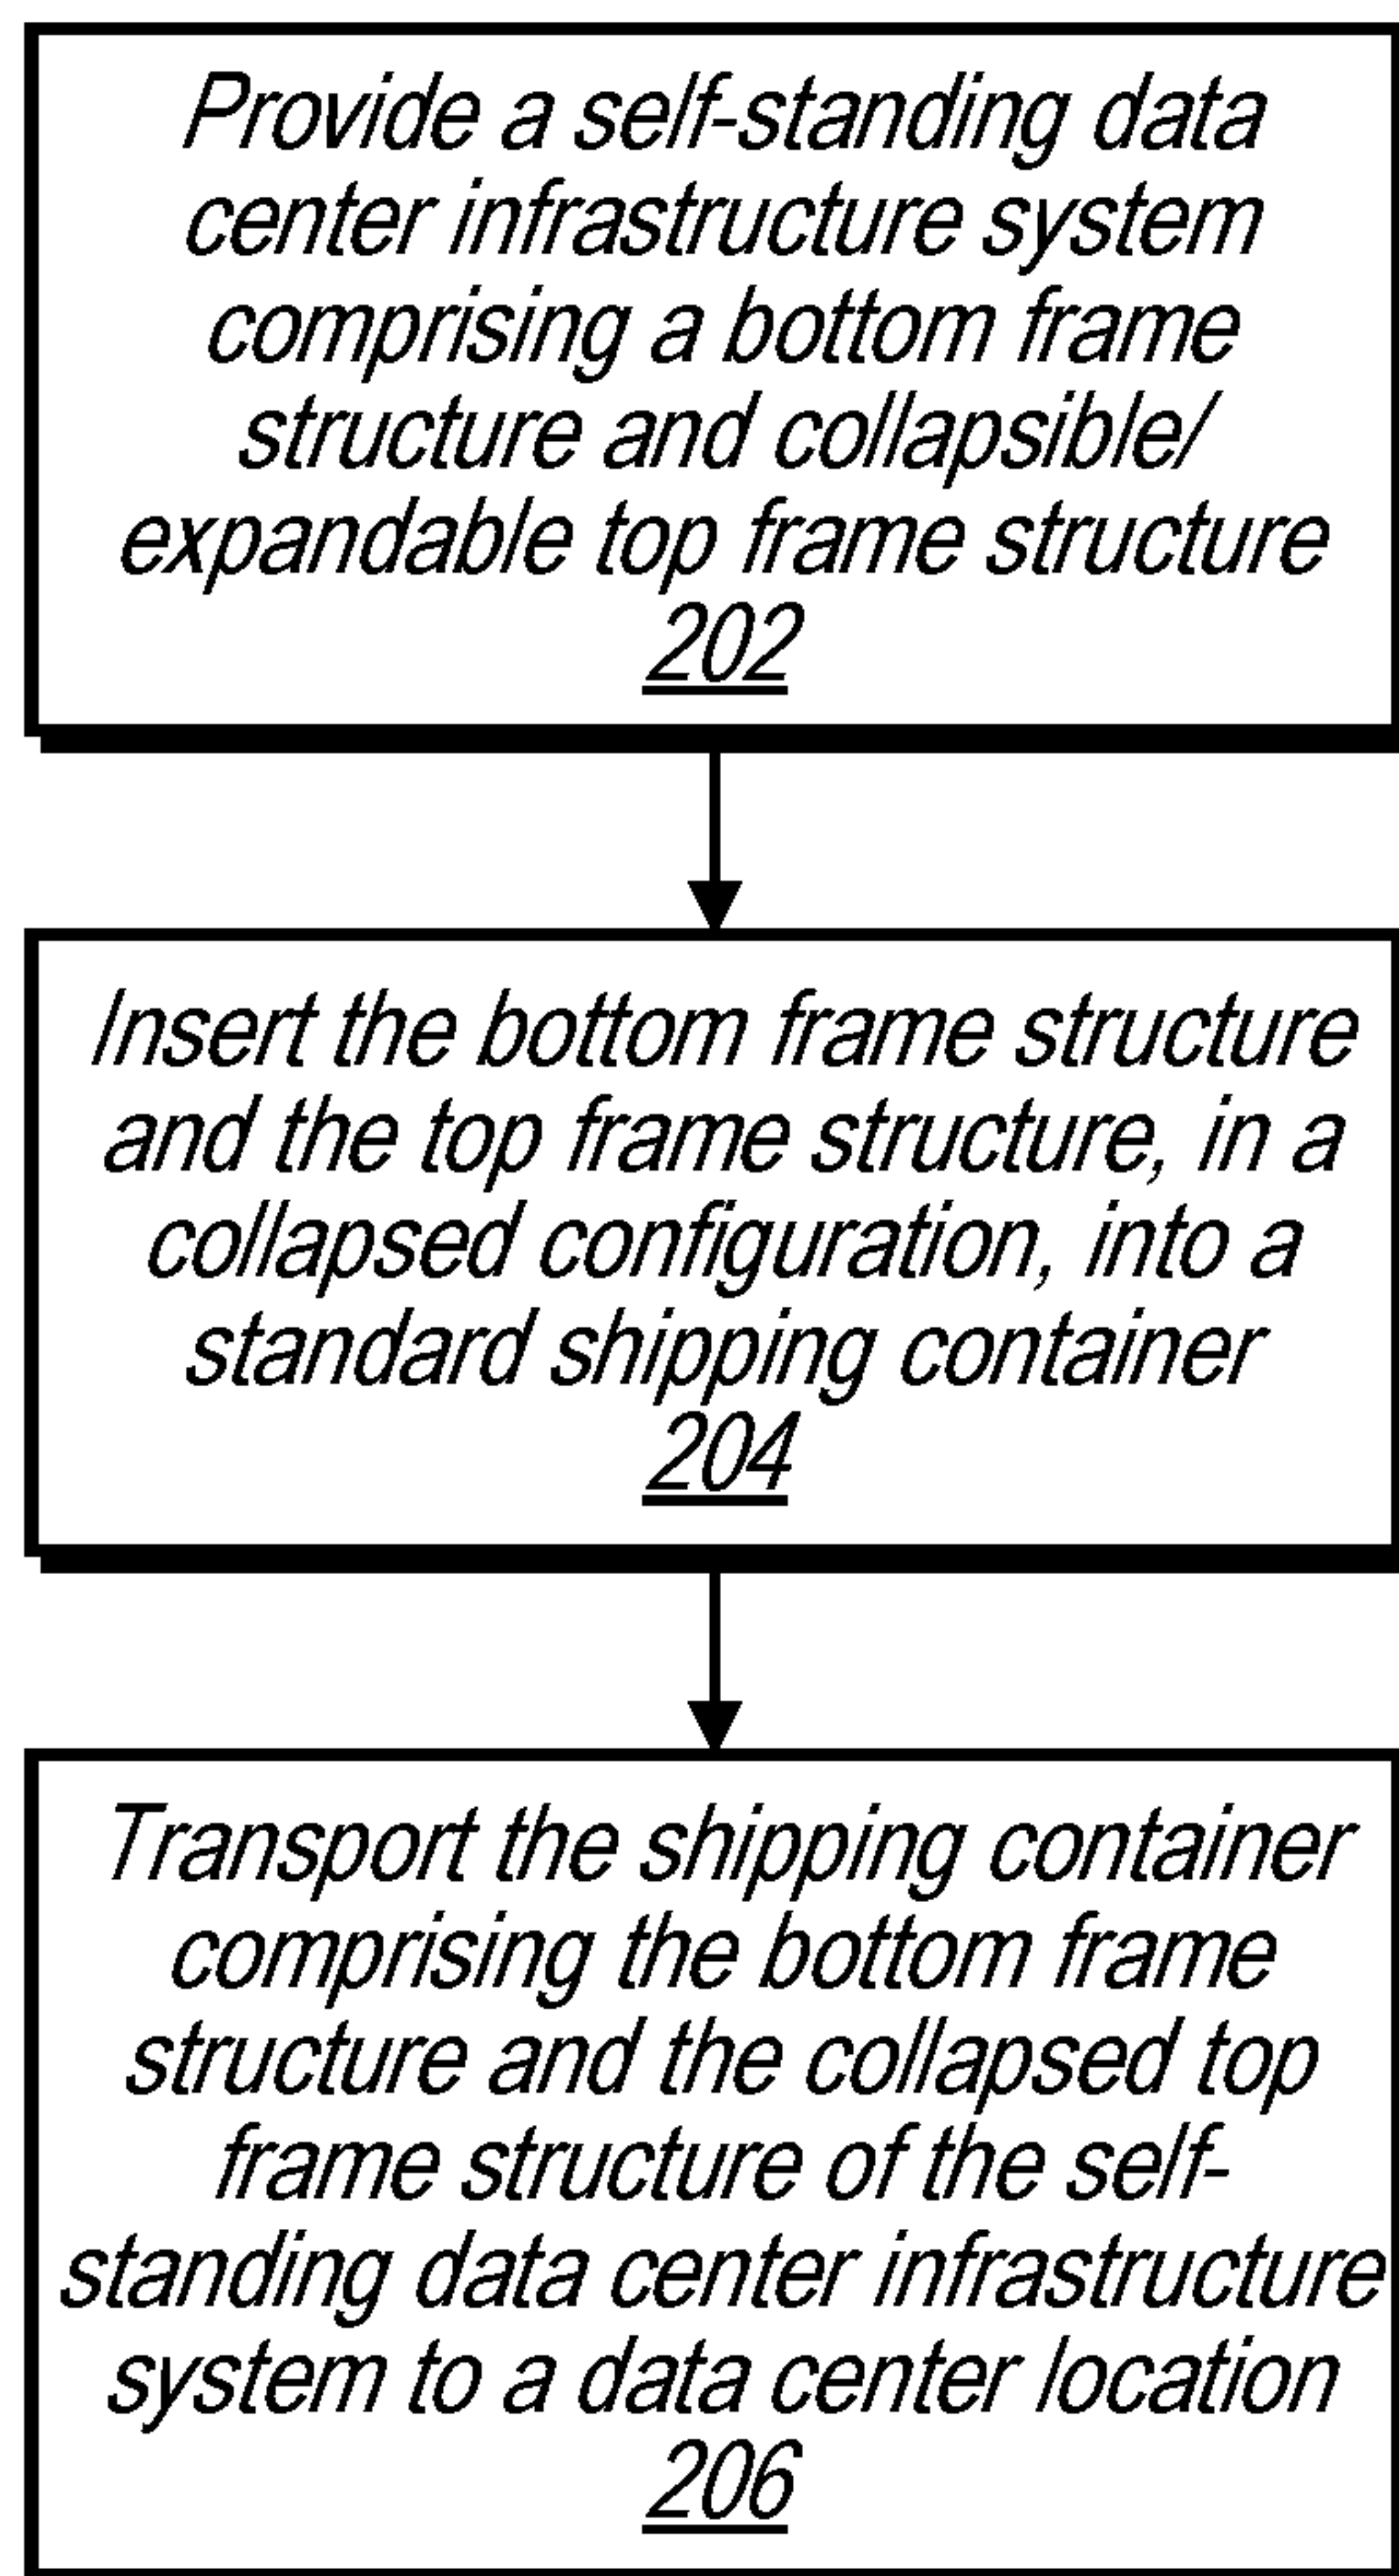 Provide a self-standing data
center infrastructure system
comprising a bottom frame
structure and collapsible/
expandable top frame structure
202
Insert the bottom frame structure
and the top frame structure, in a
collapsed configuration, into a
standard shipping container
204
Transport the shipping container
comprising the bottom frame
structure and the collapsed top
frame structure of the self-
standing data center infrastructure
system to a data center location
206